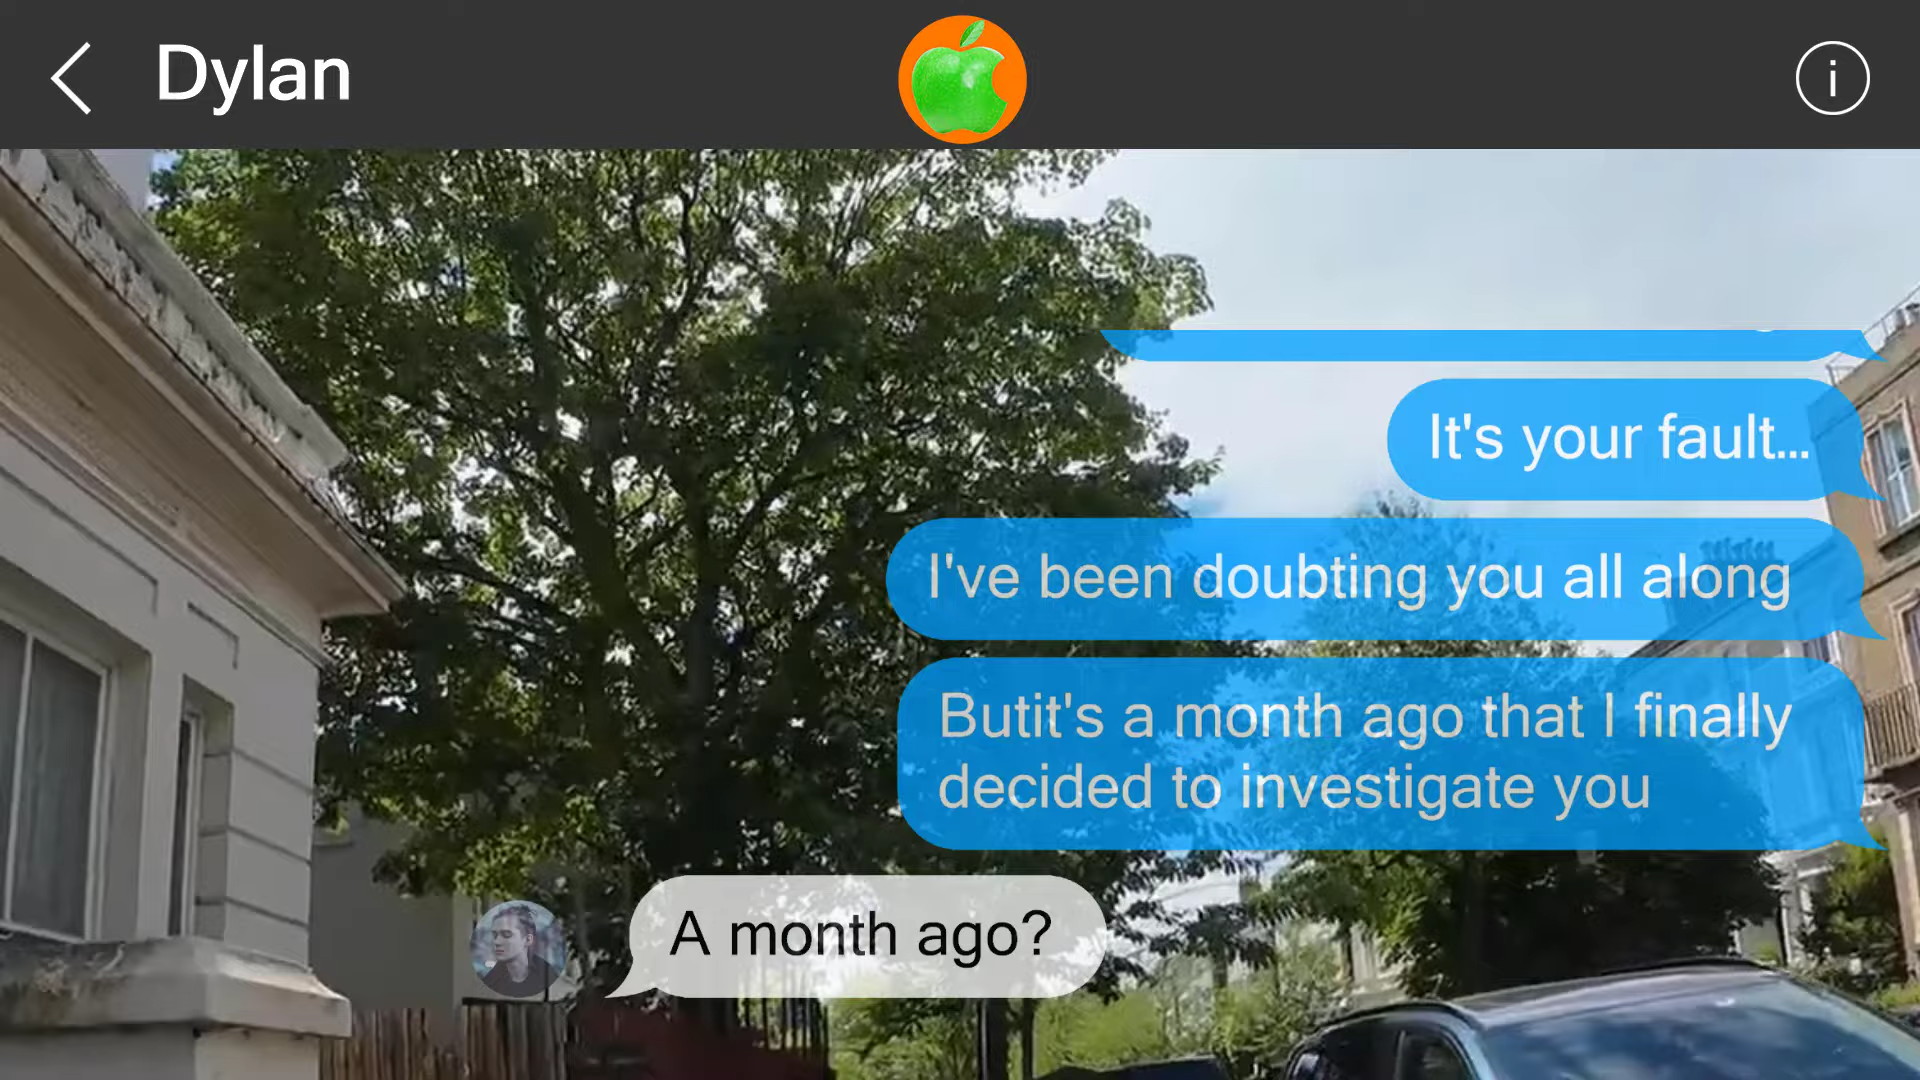 Dylan
i
It's your fault...
I've been doubting you all along
Butit's a month ago that I finally
decided to investigate you
A month ago?